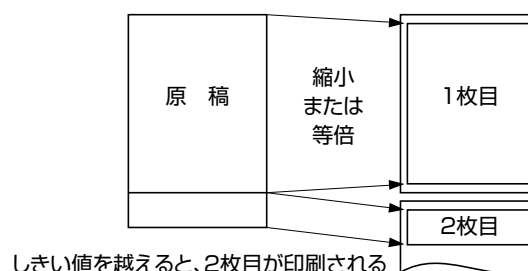 原　稿
縮小
または
等倍
1枚目
2枚目
しきい値を越えると、2枚目が印刷される